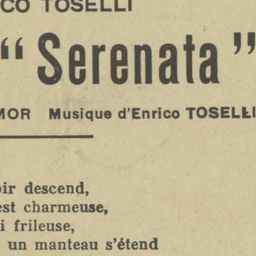 CO TOSELLI
“ Serenata ”
MOR Musique d'Enrico TOSELLI
oir descend,
est charmeuse,
i frileuse,
un manteau s'étend